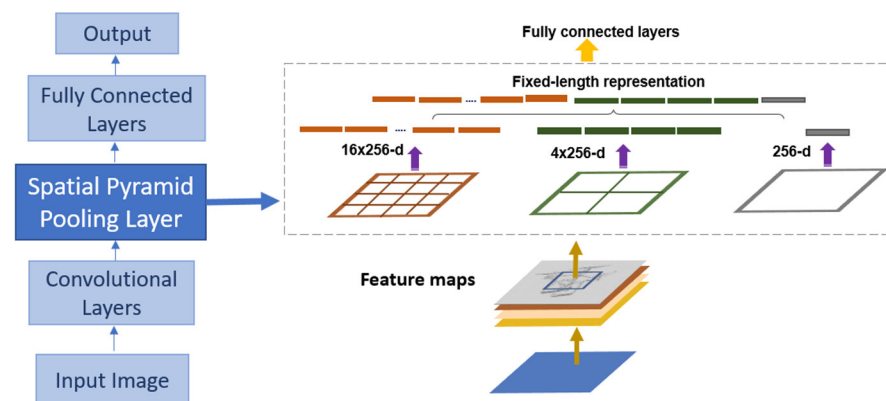 Output
Fully Connected
Layers
Spatial Pyramid
Pooling Layer
Convolutional
Layers
Input Image
Fully connected layers
Fixed-length representation
....
....
16x256-d
4x256-d
256-d
Feature maps